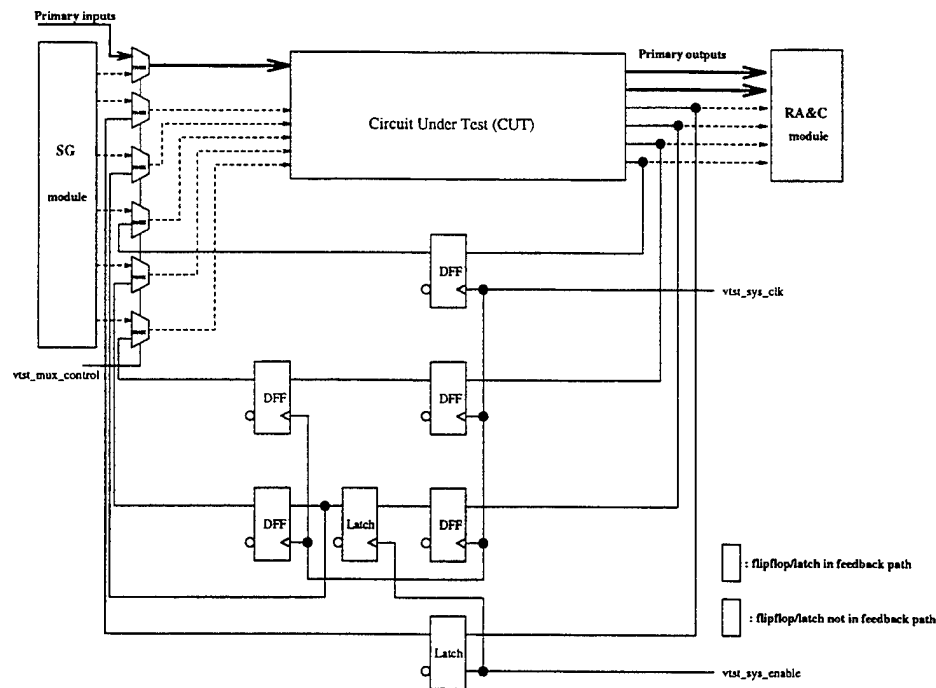 Primary inputs
Primary outputs
SG
module
Circuit Under Test (CUT)
RA&C
module
DFF
vtst_sys_clk
vtst_mux_control
DFF
DFF
DFF
Latch
DFF
: flipflop/latch in feedback path
: flipflop/latch not in feedback path
Latch
vtst_sys_enable